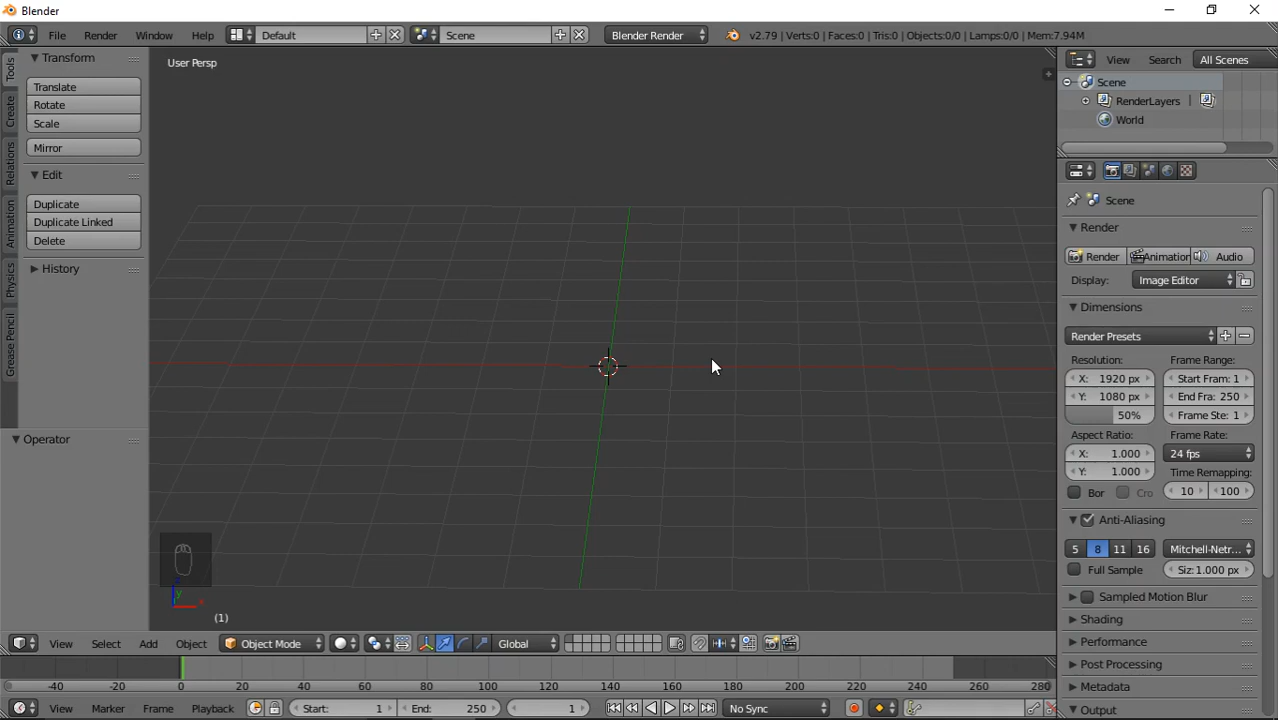 Blender
File Render Window Help Default Scene Blender Render v2.79 | Verts:0 | Faces:0 | Tris:0 | Objects:0/0 | Lamps:0/0 | Mem:7.94M
Tools
Create
Relations
Animation
Physics
Grease Pencil
Transform
Translate
Rotate
Scale
Mirror
Edit
Duplicate
Duplicate Linked
Delete
History
Operator
User Persp
z
y
x
(1)
View Search All Scenes
Scene
RenderLayers |
World
Scene
Render
Render Animation Audio
Display: Image Editor
Dimensions
Render Presets
Resolution: Frame Range:
X: 1920 px Start Fram: 1
Y: 1080 px End Fra: 250
50% Frame Ste: 1
Aspect Ratio: Frame Rate:
X: 1.000 24 fps
Y: 1.000 Time Remapping:
Bor Cro 10 100
Anti-Aliasing
5 8 11 16 Mitchell-Netr...
Full Sample Siz: 1.000 px
Sampled Motion Blur
Shading
Performance
Post Processing
Metadata
Output
View Select Add Object Object Mode Global
-40 -20 0 20 40 60 80 100 120 140 160 180 200 220 240 260 280
View Marker Frame Playback Start: 1 End: 250 1 No Sync